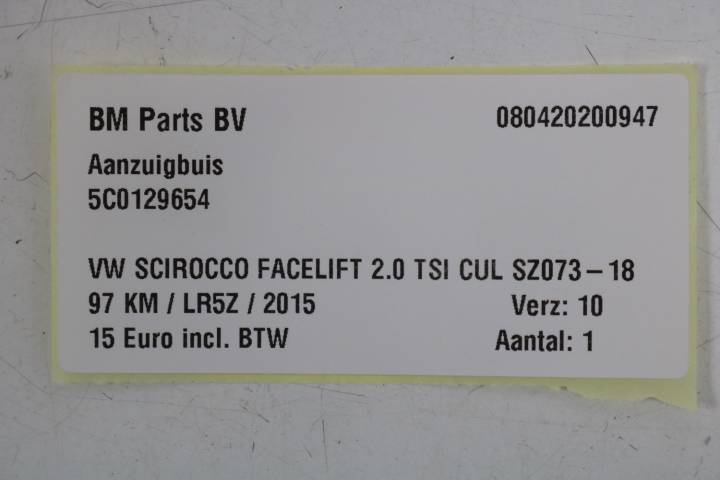 BM Parts BV 080420200947
Aanzuigbuis
5C0129654
VW SCIROCCO FACELIFT 2.0 TSI CUL SZ073-18
97 KM / LR5Z / 2015 Verz: 10
15 Euro incl. BTW Aantal: 1